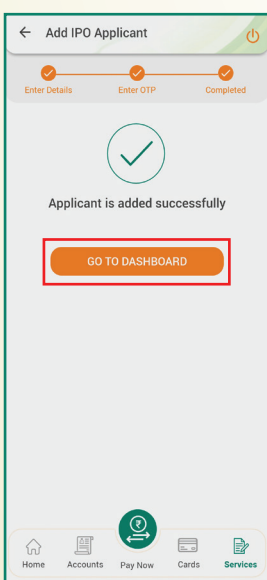 Add IPO Applicant
Enter Details Enter OTP Completed
Applicant is added successfully
GO TO DASHBOARD
₹
Home Accounts Pay Now Cards Services